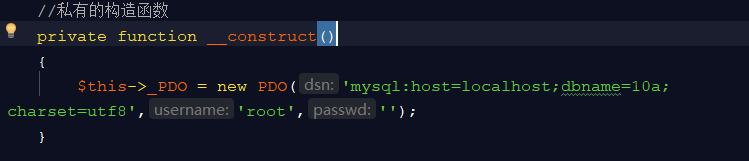 //私有的构造函数
private function __construct()
{
$this->_PDO = new PDO( dsn: 'mysql:host=localhost;dbname=10a;
charset=utf8', username: 'root', passwd: '');
}